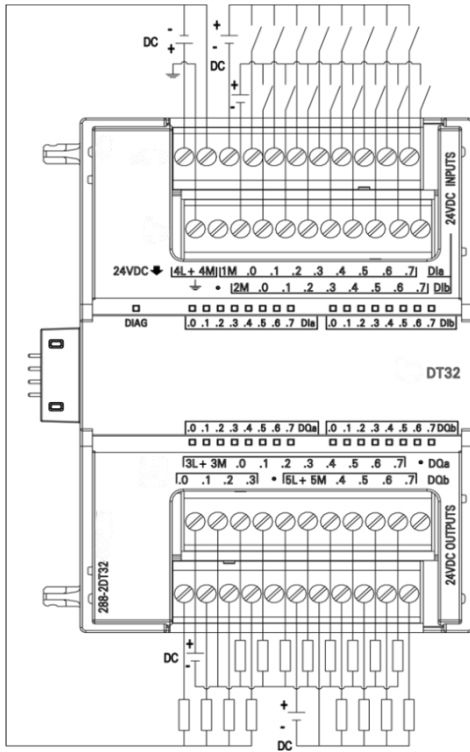 - +
DC
- +
DC
+ -
24VDC INPUTS
24VDC 4L+ 4M 1M .0 .1 .2 .3 .4 .5 .6 .7 DIa
• 2M .0 .1 .2 .3 .4 .5 .6 .7 DIb
DIAG .0 .1 .2 .3 .4 .5 .6 .7 DIa .0 .1 .2 .3 .4 .5 .6 .7 DIb
DT32
.0 .1 .2 .3 .4 .5 .6 .7 DQa .0 .1 .2 .3 .4 .5 .6 .7 DQb
3L+ 3M .0 .1 .2 .3 .4 .5 .6 .7 • DQa
.0 .1 .2 .3 • 5L+ 5M .4 .5 .6 .7 DQb
288-2DT32
24VDC OUTPUTS
+
DC
-
+
-
DC